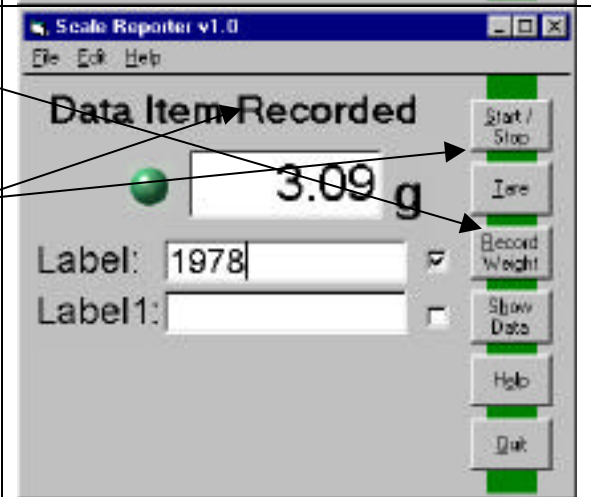 Scale Reporter v1.0
File Edit Help
Data Item Recorded
Start /
Stop
3.09 g
Tare
Label: 1978
Record
Weight
Label1:
Show
Data
Help
Quit